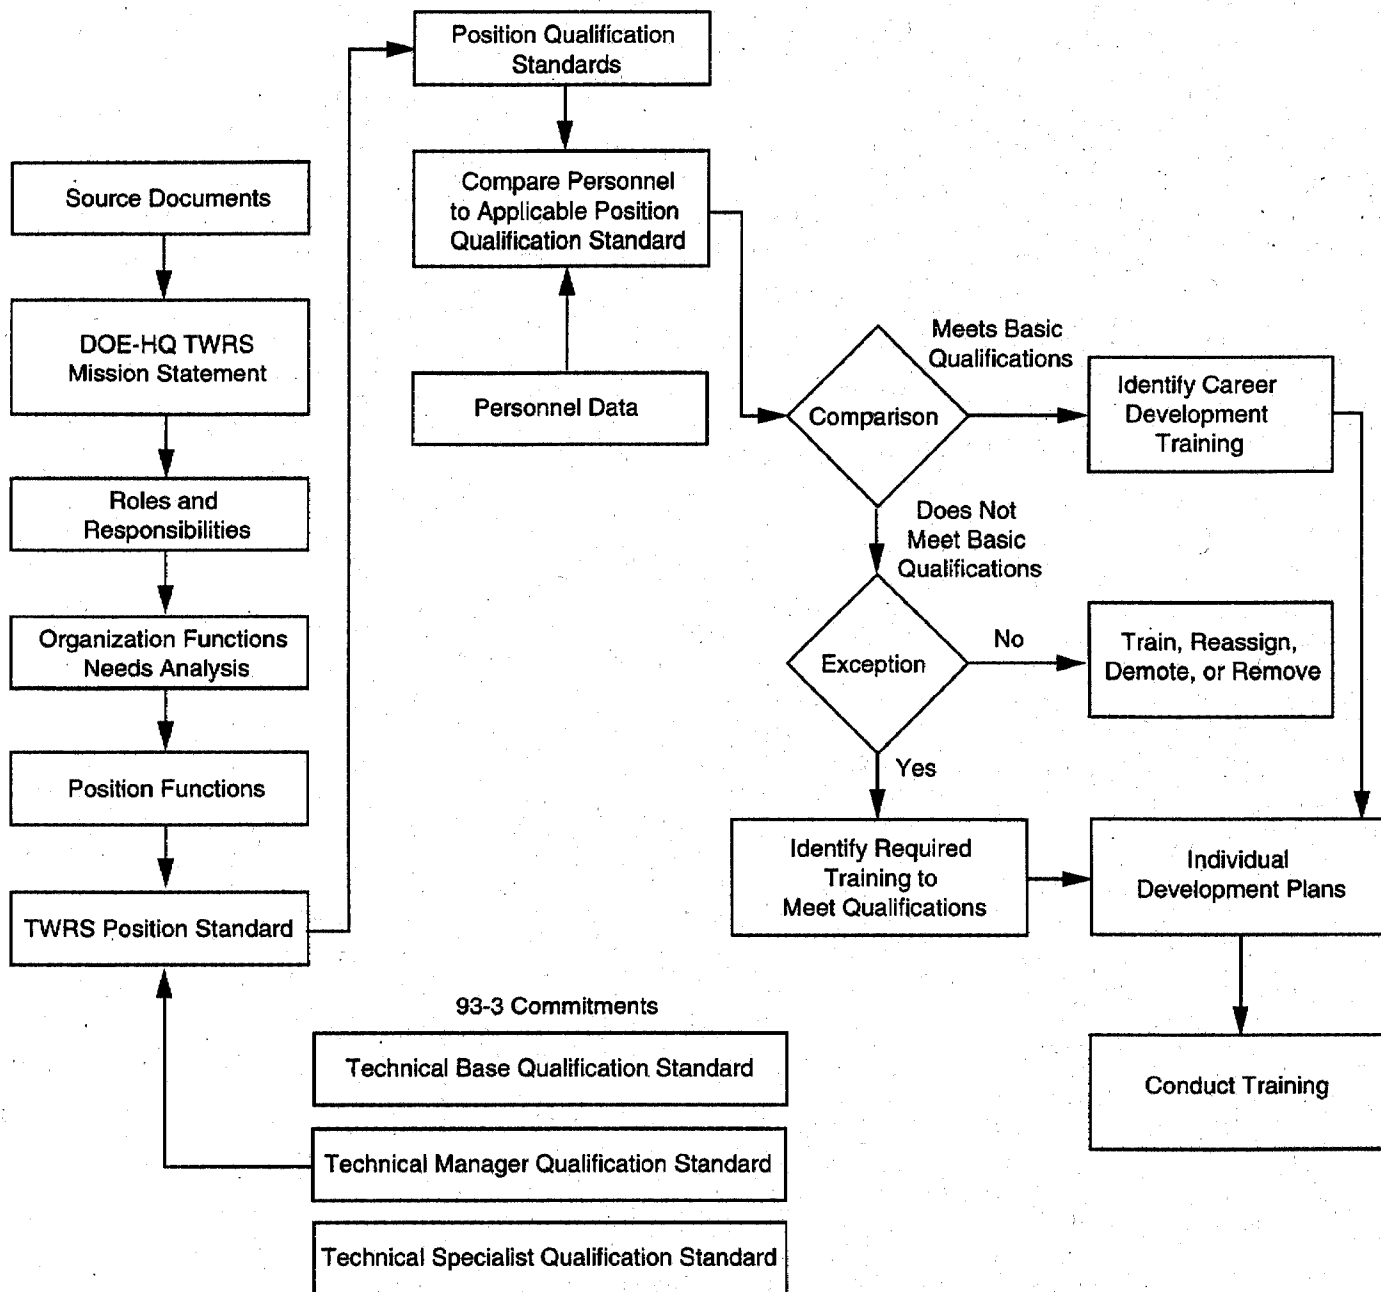 Source Documents
DOE-HQ TWRS
Mission Statement
Roles and
Responsibilities
Organization Functions
Needs Analysis
Position Functions
TWRS Position Standard
93-3 Commitments
Technical Base Qualification Standard
Technical Manager Qualification Standard
Technical Specialist Qualification Standard
Position Qualification
Standards
Compare Personnel
to Applicable Position
Qualification Standard
Personnel Data
Comparison
Meets Basic
Qualifications
Identify Career
Development
Training
Does Not
Meet Basic
Qualifications
Exception
No
Train, Reassign,
Demote, or Remove
Yes
Identify Required
Training to
Meet Qualifications
Individual
Development Plans
Conduct Training